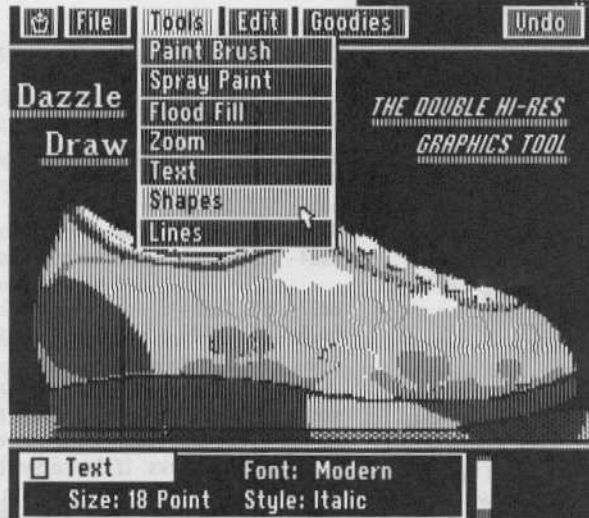 File Tools Edit Goodies Undo
Paint Brush
Spray Paint
Flood Fill
Zoom
Text
Shapes
Lines
Dazzle
Draw
THE DOUBLE HI-RES
GRAPHICS TOOL
Text Font: Modern
Size: 18 Point Style: Italic